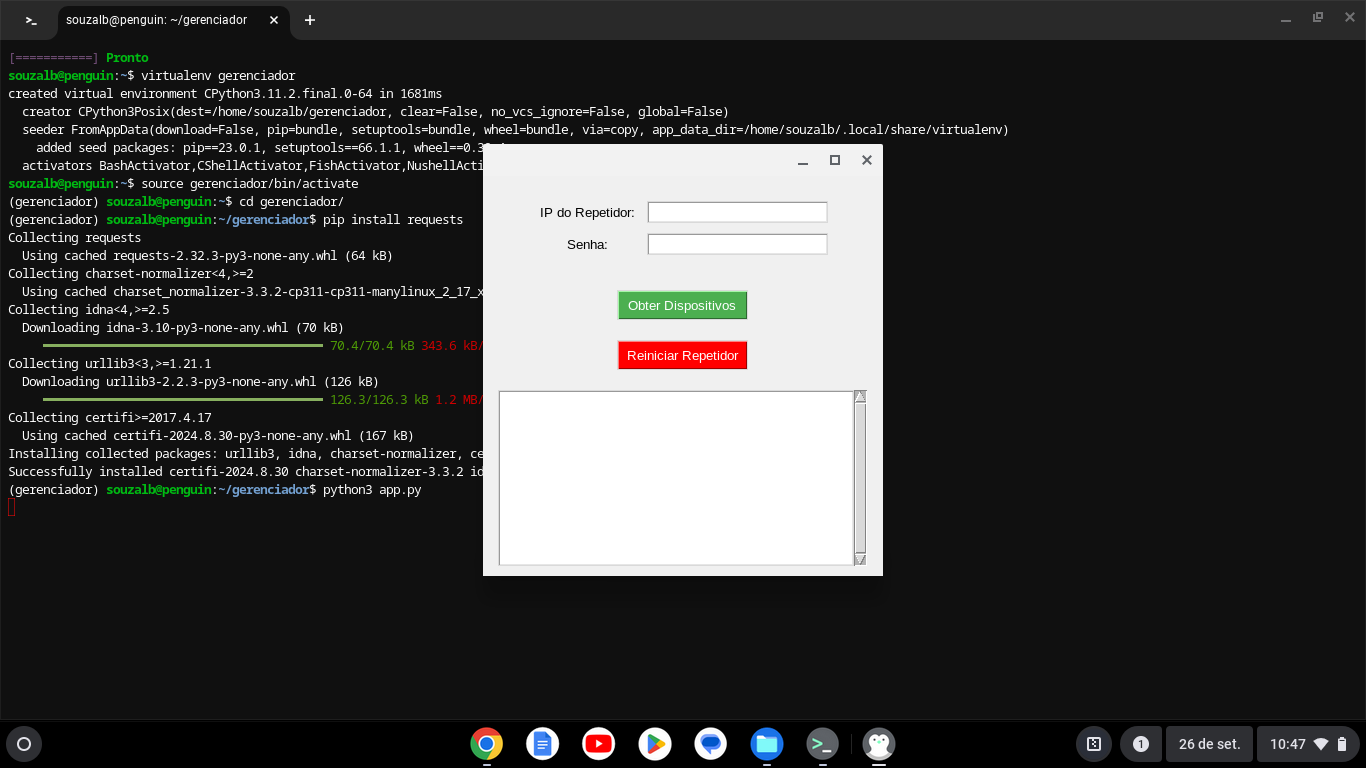 souzalb@penguin: ~/gerenciador
[===========] Pronto
souzalb@penguin:~$ virtualenv gerenciador
created virtual environment CPython3.11.2.final.0-64 in 1681ms
creator CPython3Posix(dest=/home/souzalb/gerenciador, clear=False, no_vcs_ignore=False, global=False)
seeder FromAppData(download=False, pip=bundle, setuptools=bundle, wheel=bundle, via=copy, app_data_dir=/home/souzalb/.local/share/virtualenv)
added seed packages: pip==23.0.1, setuptools==66.1.1,
activators BashActivator,CShellActivator,FishActivator,
souzalb@penguin:~$ source gerenciador/bin/activate
(gerenciador) souzalb@penguin:~$ cd gerenciador/
(gerenciador) souzalb@penguin:~/gerenciador$ pip install requests
Collecting requests
Using cached requests-2.32.3-py3-none-any.whl (64 kB)
Collecting charset-normalizer<4,>=2
Using cached charset_normalizer-3.3.2-cp311-cp311-manylinux_2_17_x
Collecting idna<4,>=2.5
Downloading idna-3.10-py3-none-any.whl (70 kB)
70.4/70.4 kB 343.6 kB/
Collecting urllib3<3,>=1.21.1
Downloading urllib3-2.2.3-py3-none-any.whl (126 kB)
126.3/126.3 kB 1.2 MB/
Collecting certifi>=2017.4.17
Using cached certifi-2024.8.30-py3-none-any.whl (167 kB)
Installing collected packages: urllib3, idna, charset-normalizer, ce
Successfully installed certifi-2024.8.30 charset-normalizer-3.3.2 id
(gerenciador) souzalb@penguin:~/gerenciador$ python3 app.py
IP do Repetidor:
Senha:
Obter Dispositivos
Reiniciar Repetidor
1
26 de set.
10:47